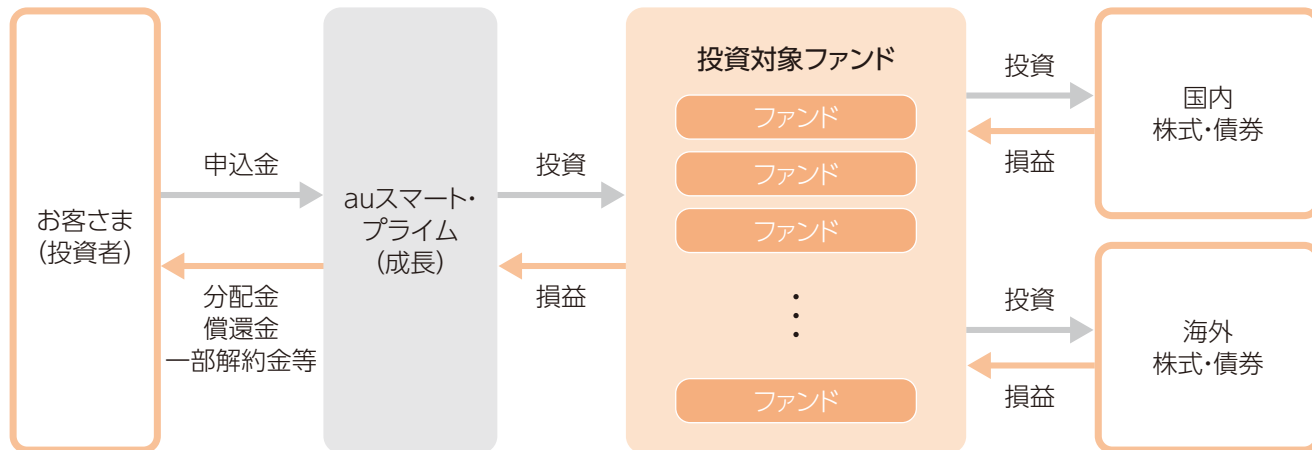 お客さま
（投資者）
申込金
分配金
償還金
一部解約金等
auスマート・
プライム
（成長）
投資
損益
投資対象ファンド
ファンド
ファンド
ファンド
ファンド
投資
損益
国内
株式・債券
投資
損益
海外
株式・債券